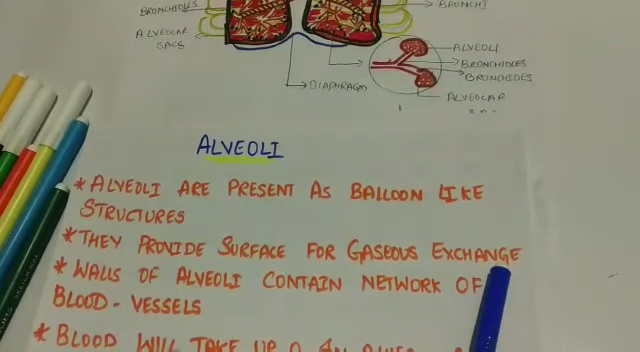 BRONCHIOLES
BRONCHI
ALVEOLAR
SACS
ALVEOLI
BRONCHIOLES
BRONCHIOLES
DIAPHRAGM
ALVEOLAR
ALVEOLI
* ALVEOLI ARE PRESENT AS BALLOON LIKE
STRUCTURES
* THEY PROVIDE SURFACE FOR GASEOUS EXCHANGE
* WALLS OF ALVEOLI CONTAIN NETWORK OF
BLOOD-VESSELS
* BLOOD WILL TAKE UP